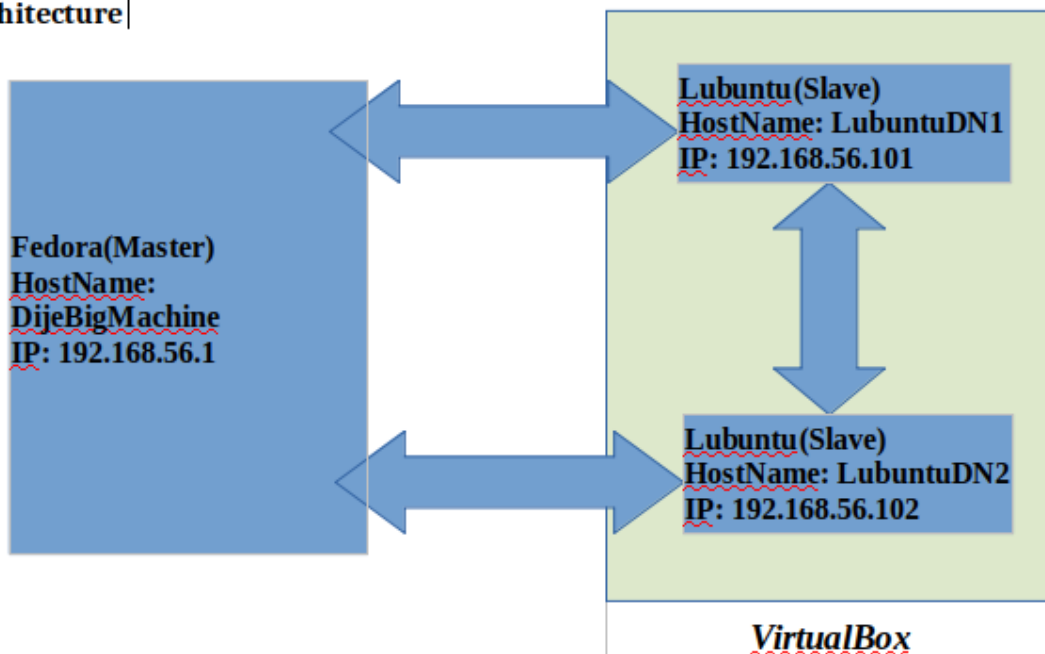 hitecture
Fedora(Master)
HostName:
DijeBigMachine
IP: 192.168.56.1
Lubuntu(Slave)
HostName: LubuntuDN1
IP: 192.168.56.101
Lubuntu(Slave)
HostName: LubuntuDN2
IP: 192.168.56.102
VirtualBox